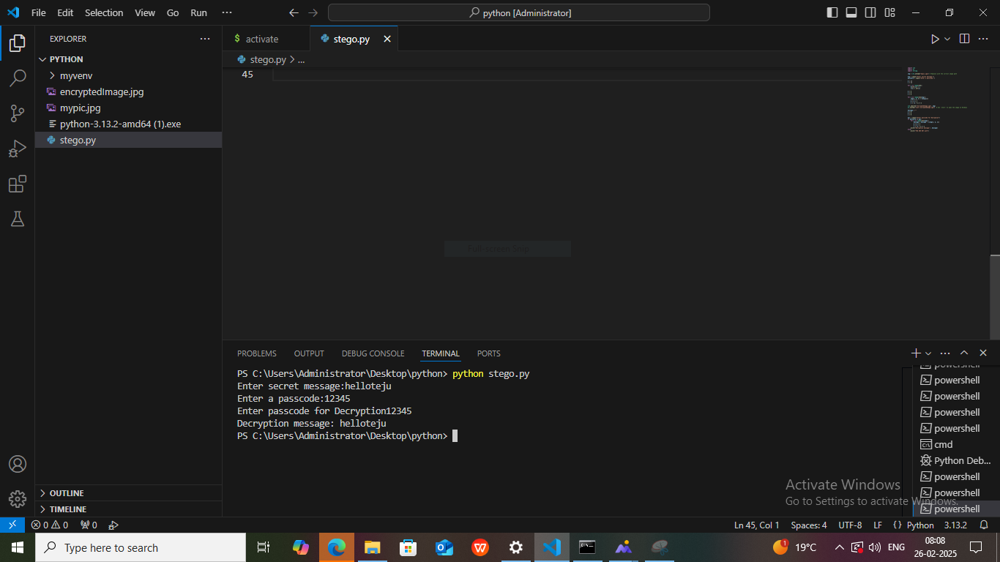 File Edit Selection View Go Run ...
python [Administrator]
EXPLORER
activate
stego.py
PYTHON
stego.py > ...
myvenv
45
encryptedImage.jpg
mypic.jpg
python-3.13.2-amd64 (1).exe
stego.py
Full-screen Snip
PROBLEMS OUTPUT DEBUG CONSOLE TERMINAL PORTS
PS C:\Users\Administrator\Desktop\python> python stego.py
Enter secret message:helloteju
Enter a passcode:12345
Enter passcode for Decryption12345
Decryption message: helloteju
PS C:\Users\Administrator\Desktop\python>
powershell
powershell
powershell
powershell
powershell
cmd
Python Deb...
powershell
powershell
powershell
Activate Windows
Go to Settings to activate Windows.
OUTLINE
TIMELINE
0 0 0
Ln 45, Col 1 Spaces: 4 UTF-8 LF {} Python 3.13.2
Type here to search
1 19°C ENG
08:08
26-02-2025